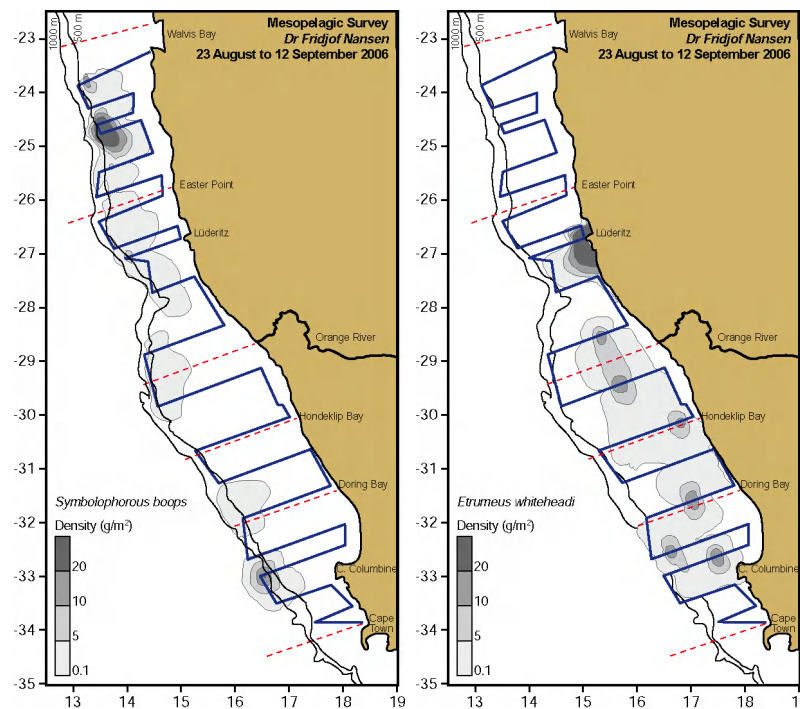 Mesopelagic Survey
Dr Fridjof Nansen
23 August to 12 September 2006
1000 m
500 m
Walvis Bay
Easter Point
Lüderitz
Orange River
Hondeklip Bay
Doring Bay
C. Columbine
Cape
Town
Symbolophorous boops
Density (g/m²)
20
10
5
0.1
-23
-24
-25
-26
-27
-28
-29
-30
-31
-32
-33
-34
-35
13 14 15 16 17 18 19
Mesopelagic Survey
Dr Fridjof Nansen
23 August to 12 September 2006
1000 m
500 m
Walvis Bay
Easter Point
Lüderitz
Orange River
Hondeklip Bay
Doring Bay
C. Columbine
Cape
Town
Etrumeus whiteheadi
Density (g/m²)
20
10
5
0.1
-23
-24
-25
-26
-27
-28
-29
-30
-31
-32
-33
-34
-35
13 14 15 16 17 18 1